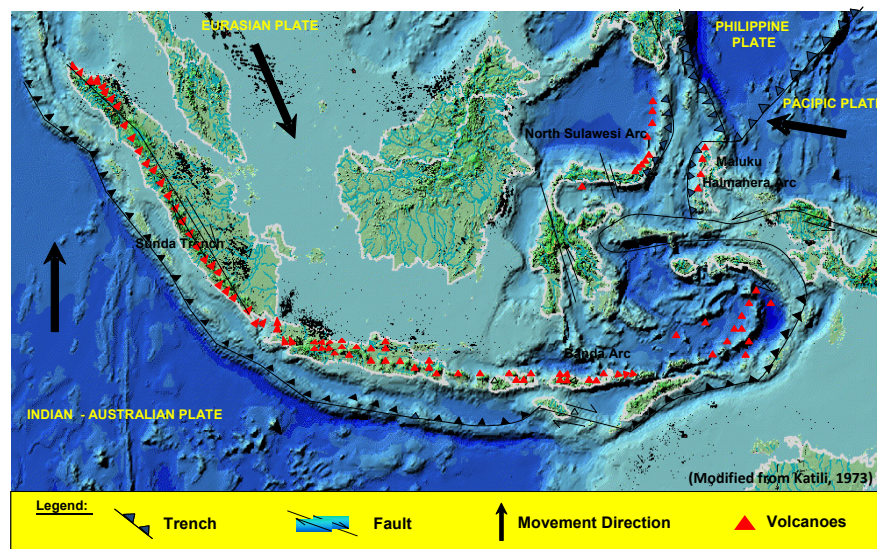 EURASIAN PLATE
PHILIPPINE
PLATE
PACIFIC PLATE
North Sulawesi Arc
Maluku
Halmahera Arc
Sunda Trench
Banda Arc
INDIAN - AUSTRALIAN PLATE
(Modified from Katili, 1973)
Legend:
Trench
Fault
Movement Direction
Volcanoes